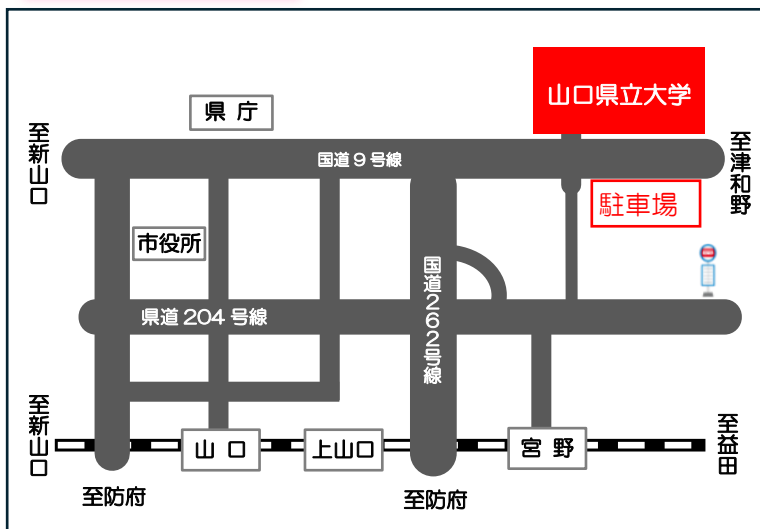 山口県立大学
県庁
至新山口
国道9号線
至津和野
駐車場
市役所
国道262号線
県道204号線
至新山口
山口
上山口
宮野
至益田
至防府
至防府